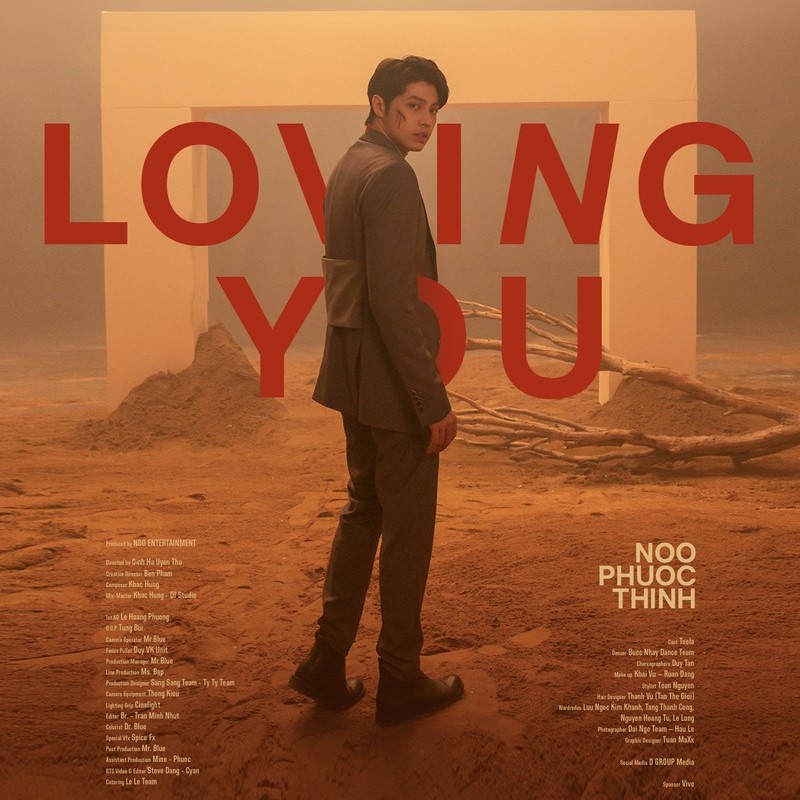 LOVING
YOU
Produced by NOO ENTERTAINMENT
Directed by Dinh Ha Uyen Thu
Creative Director Ben Pham
Composer Khac Hung
Mix-Master Khac Hung - DI Studio
1st AD Le Hoang Phuong
D.O.P Tung Bui
Camera Operator Mr.Blue
Focus Puller Duy VK Unit
Production Manager Mr.Blue
Line Production Ms. Bap
Production Designer Sang Sang Team - Ty Ty Team
Camera Equipment Thong Kieu
Lighting Grip Cinelight
Editor Br. - Tran Minh Nhut
Colorist Dr. Blue
Special Vfx Spice Fx
Post Production Mr. Blue
Assistant Production Mine - Phuoc
BTS Video & Editor Steve Dang - Cyan
Catering Le Le Team
NOO
PHUOC
THINH
Cast Teela
Dancer Buoc Nhay Dance Team
Choreographers Duy Tan
Make up Khai Vu – Ruan Dang
Stylist Toan Nguyen
Hair Designer Thanh Vu (Tan The Gioi)
Wardrobes Luu Ngoc Kim Khanh, Tang Thanh Cong,
Nguyen Hoang Tu, Le Long
Photographer Dai Ngo Team – Hau Le
Graphic Designer Tuan MaXx
Social Media D GROUP Media
Sponsor Vivo